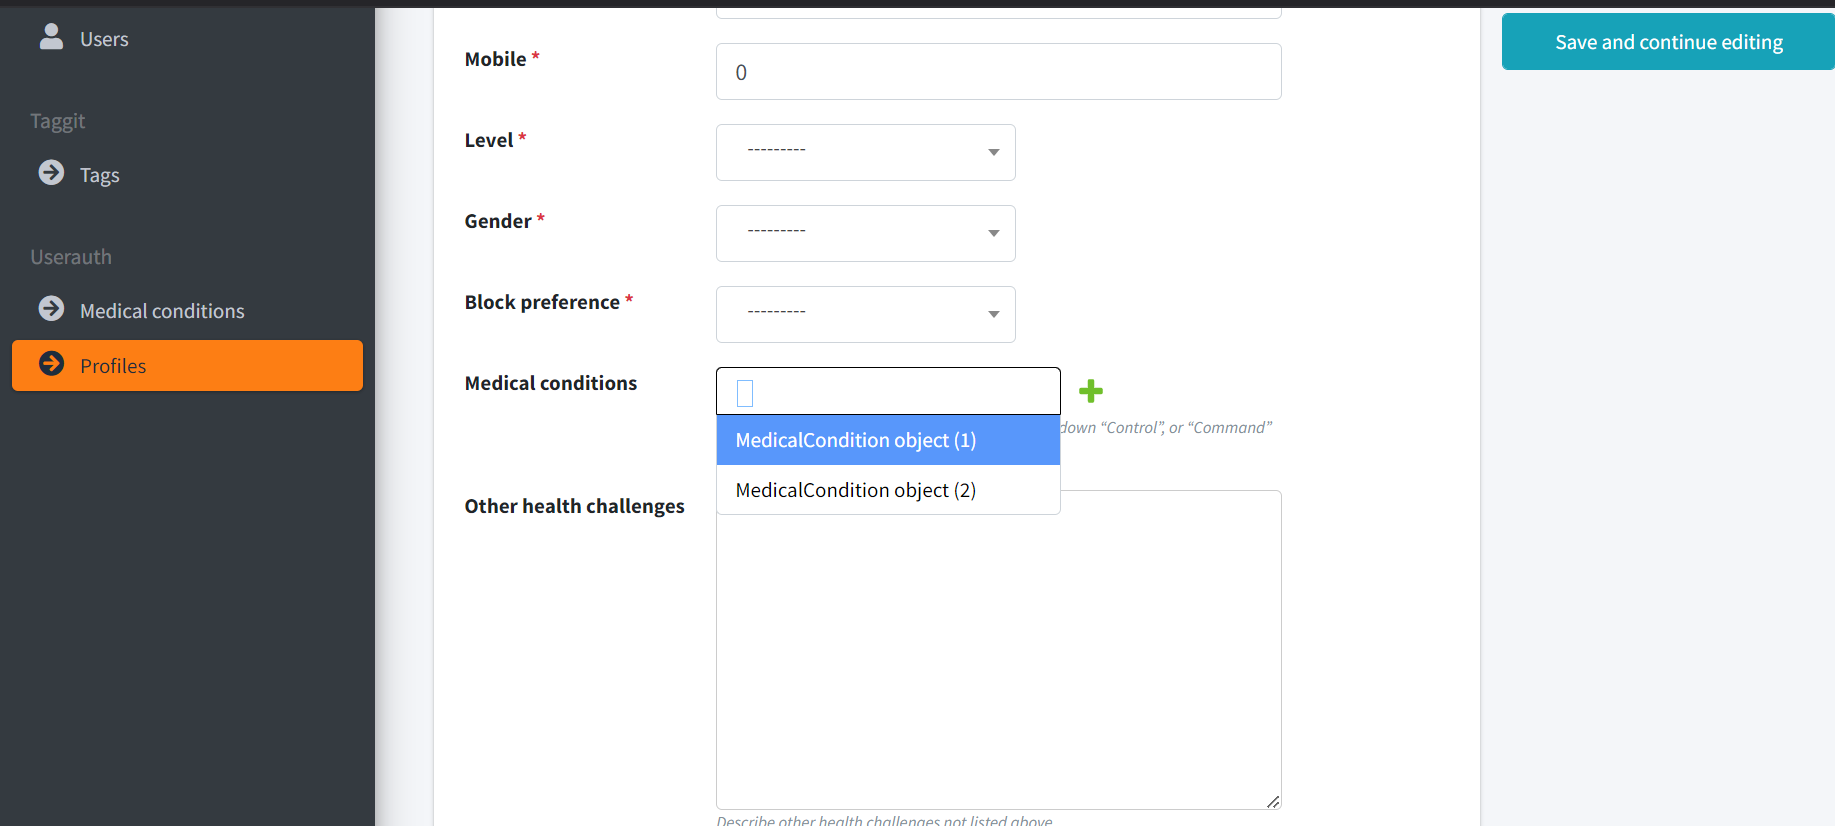 Users
Taggit
Tags
Userauth
Medical conditions
Profiles
Mobile *
0
Level *
---------
Gender *
---------
Block preference *
---------
Medical conditions
down “Control”, or “Command”
MedicalCondition object (1)
MedicalCondition object (2)
Other health challenges
Describe other health challenges not listed above
Save and continue editing